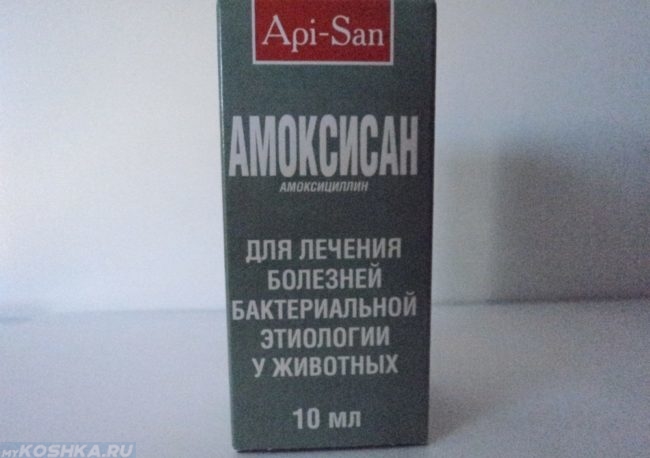 Api-San
АМОКСИСАН
АМОКСИЦИЛЛИН
ДЛЯ ЛЕЧЕНИЯ
БОЛЕЗНЕЙ
БАКТЕРИАЛЬНОЙ
ЭТИОЛОГИИ
У ЖИВОТНЫХ
10 мл
MYKOSHKA.RU